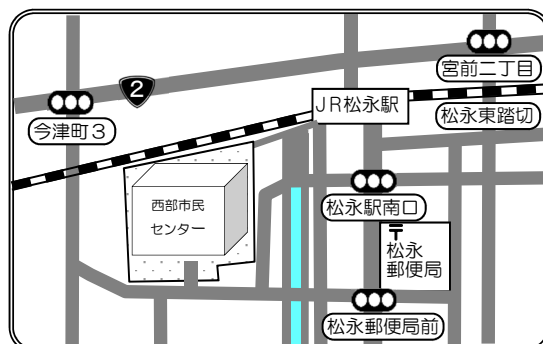 宮前二丁目
2
今津町3
JR松永駅
松永東踏切
西部市民
センター
松永駅南口
〒
松永
郵便局
松永郵便局前